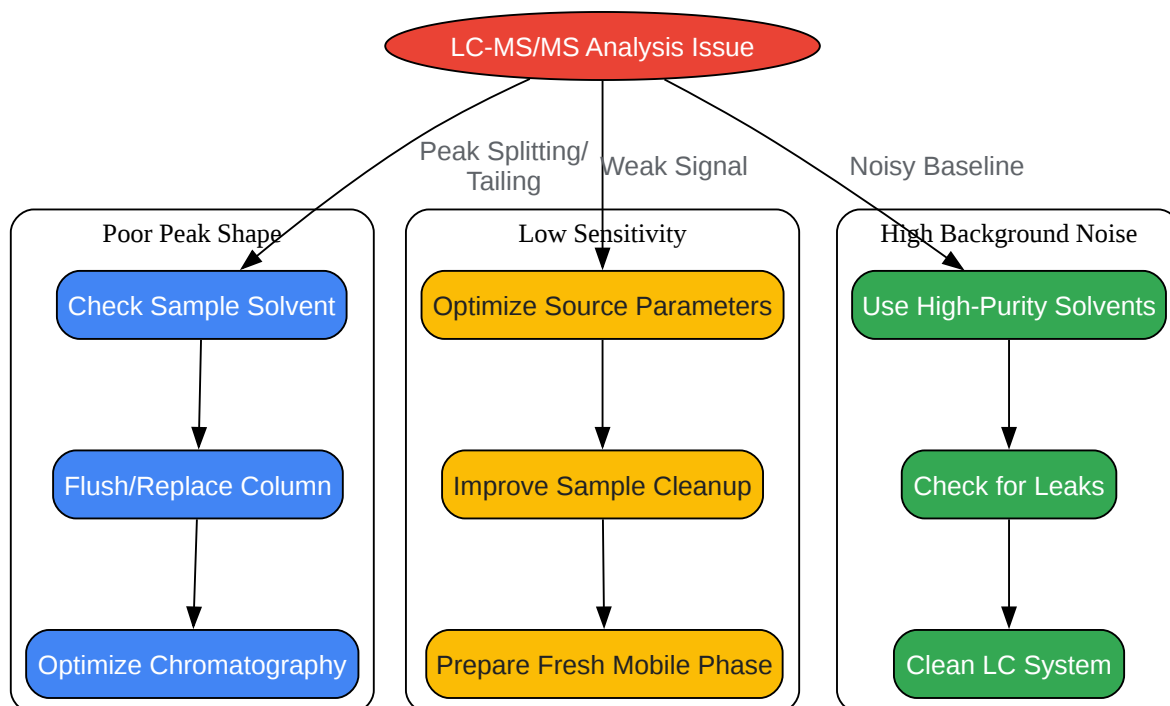 LC-MS/MS Analysis Issue
Peak Splitting/
Tailing
Weak Signal
Noisy Baseline
Poor Peak Shape
Low Sensitivity
High Background Noise
Check Sample Solvent
Optimize Source Parameters
Use High-Purity Solvents
Flush/Replace Column
Improve Sample Cleanup
Check for Leaks
Optimize Chromatography
Prepare Fresh Mobile Phase
Clean LC System